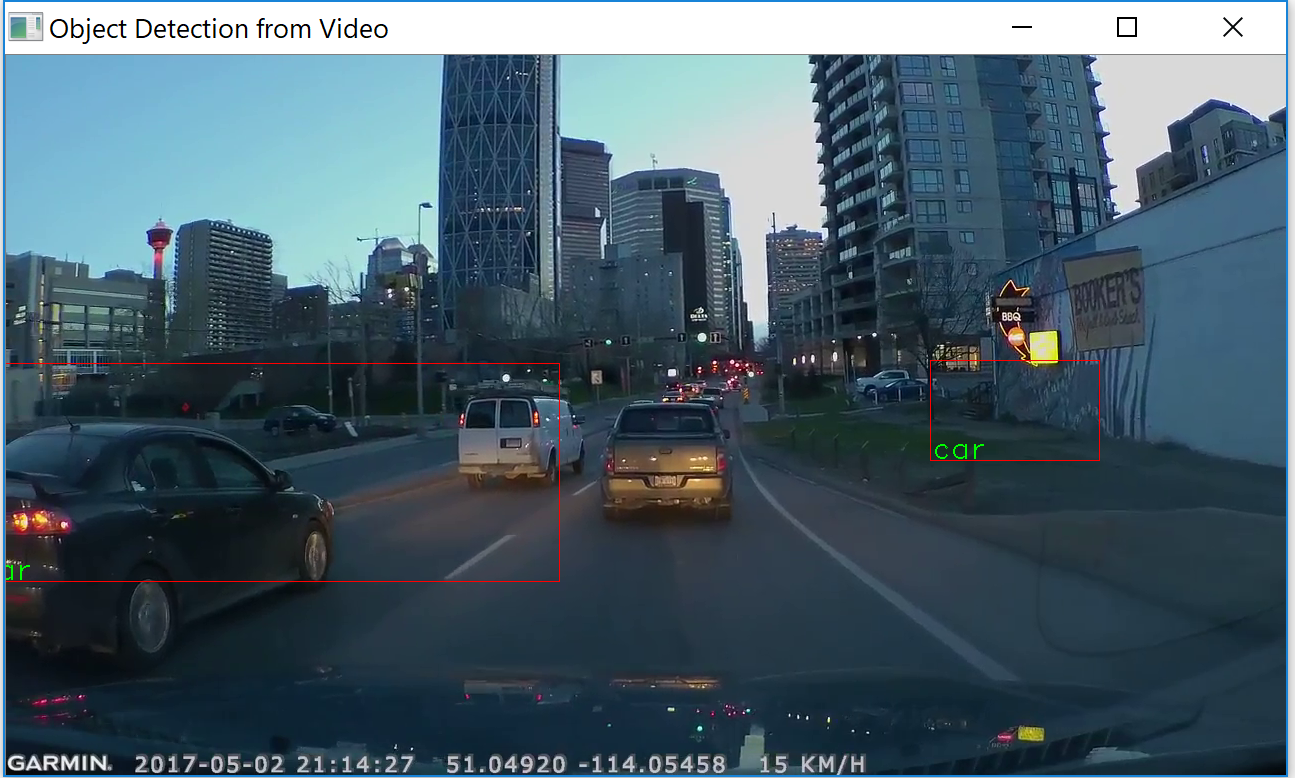 Object Detection from Video
BBQ
BOOKER'S
car
ar
GARMIN. 2017-05-02 21:14:27 51.04920 -114.05458 15 KM/H